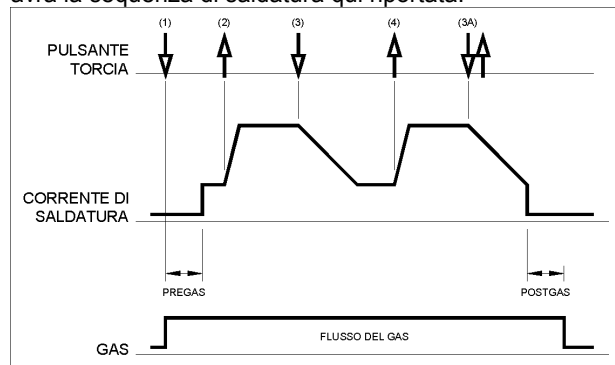 avrà la sequenza di saldatura qui riportata.
(1) (2) (3) (4) (3A)
PULSANTE
TORCIA
CORRENTE DI
SALDATURA
PREGAS
POSTGAS
FLUSSO DEL GAS
GAS